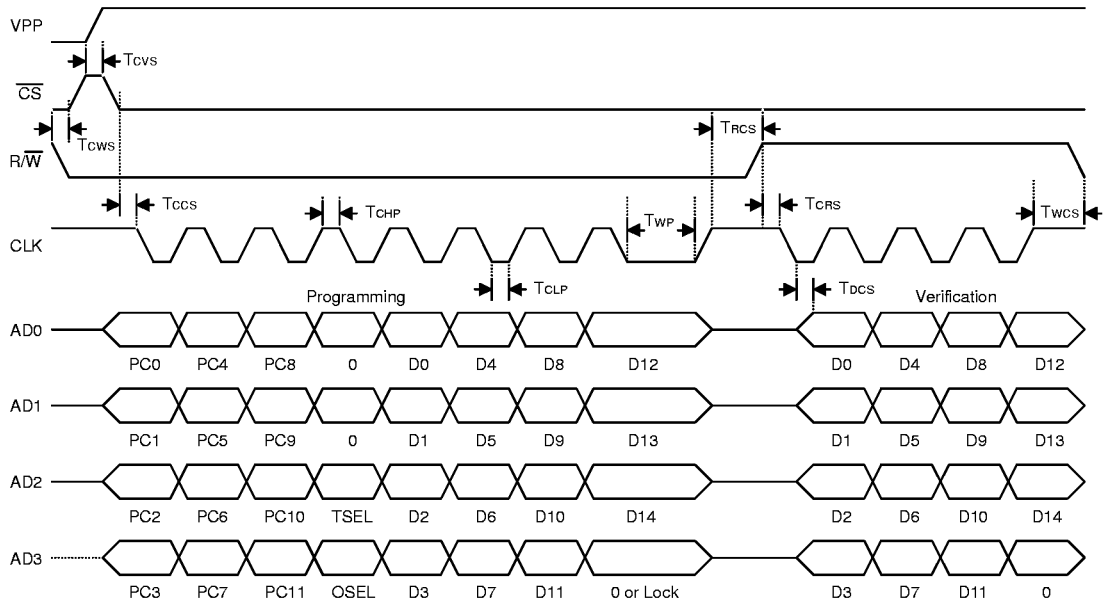 VPP
TCVS
CS
TCWS
TRCS
R/W
TCCS
TCHP
TWP
TCRS
TWCS
CLK
TCLP
TDCS
Programming
Verification
AD0
PC0 PC4 PC8 0 D0 D4 D8 D12 D0 D4 D8 D12
AD1
PC1 PC5 PC9 0 D1 D5 D9 D13 D1 D5 D9 D13
AD2
PC2 PC6 PC10 TSEL D2 D6 D10 D14 D2 D6 D10 D14
AD3
PC3 PC7 PC11 OSEL D3 D7 D11 0 or Lock D3 D7 D11 0